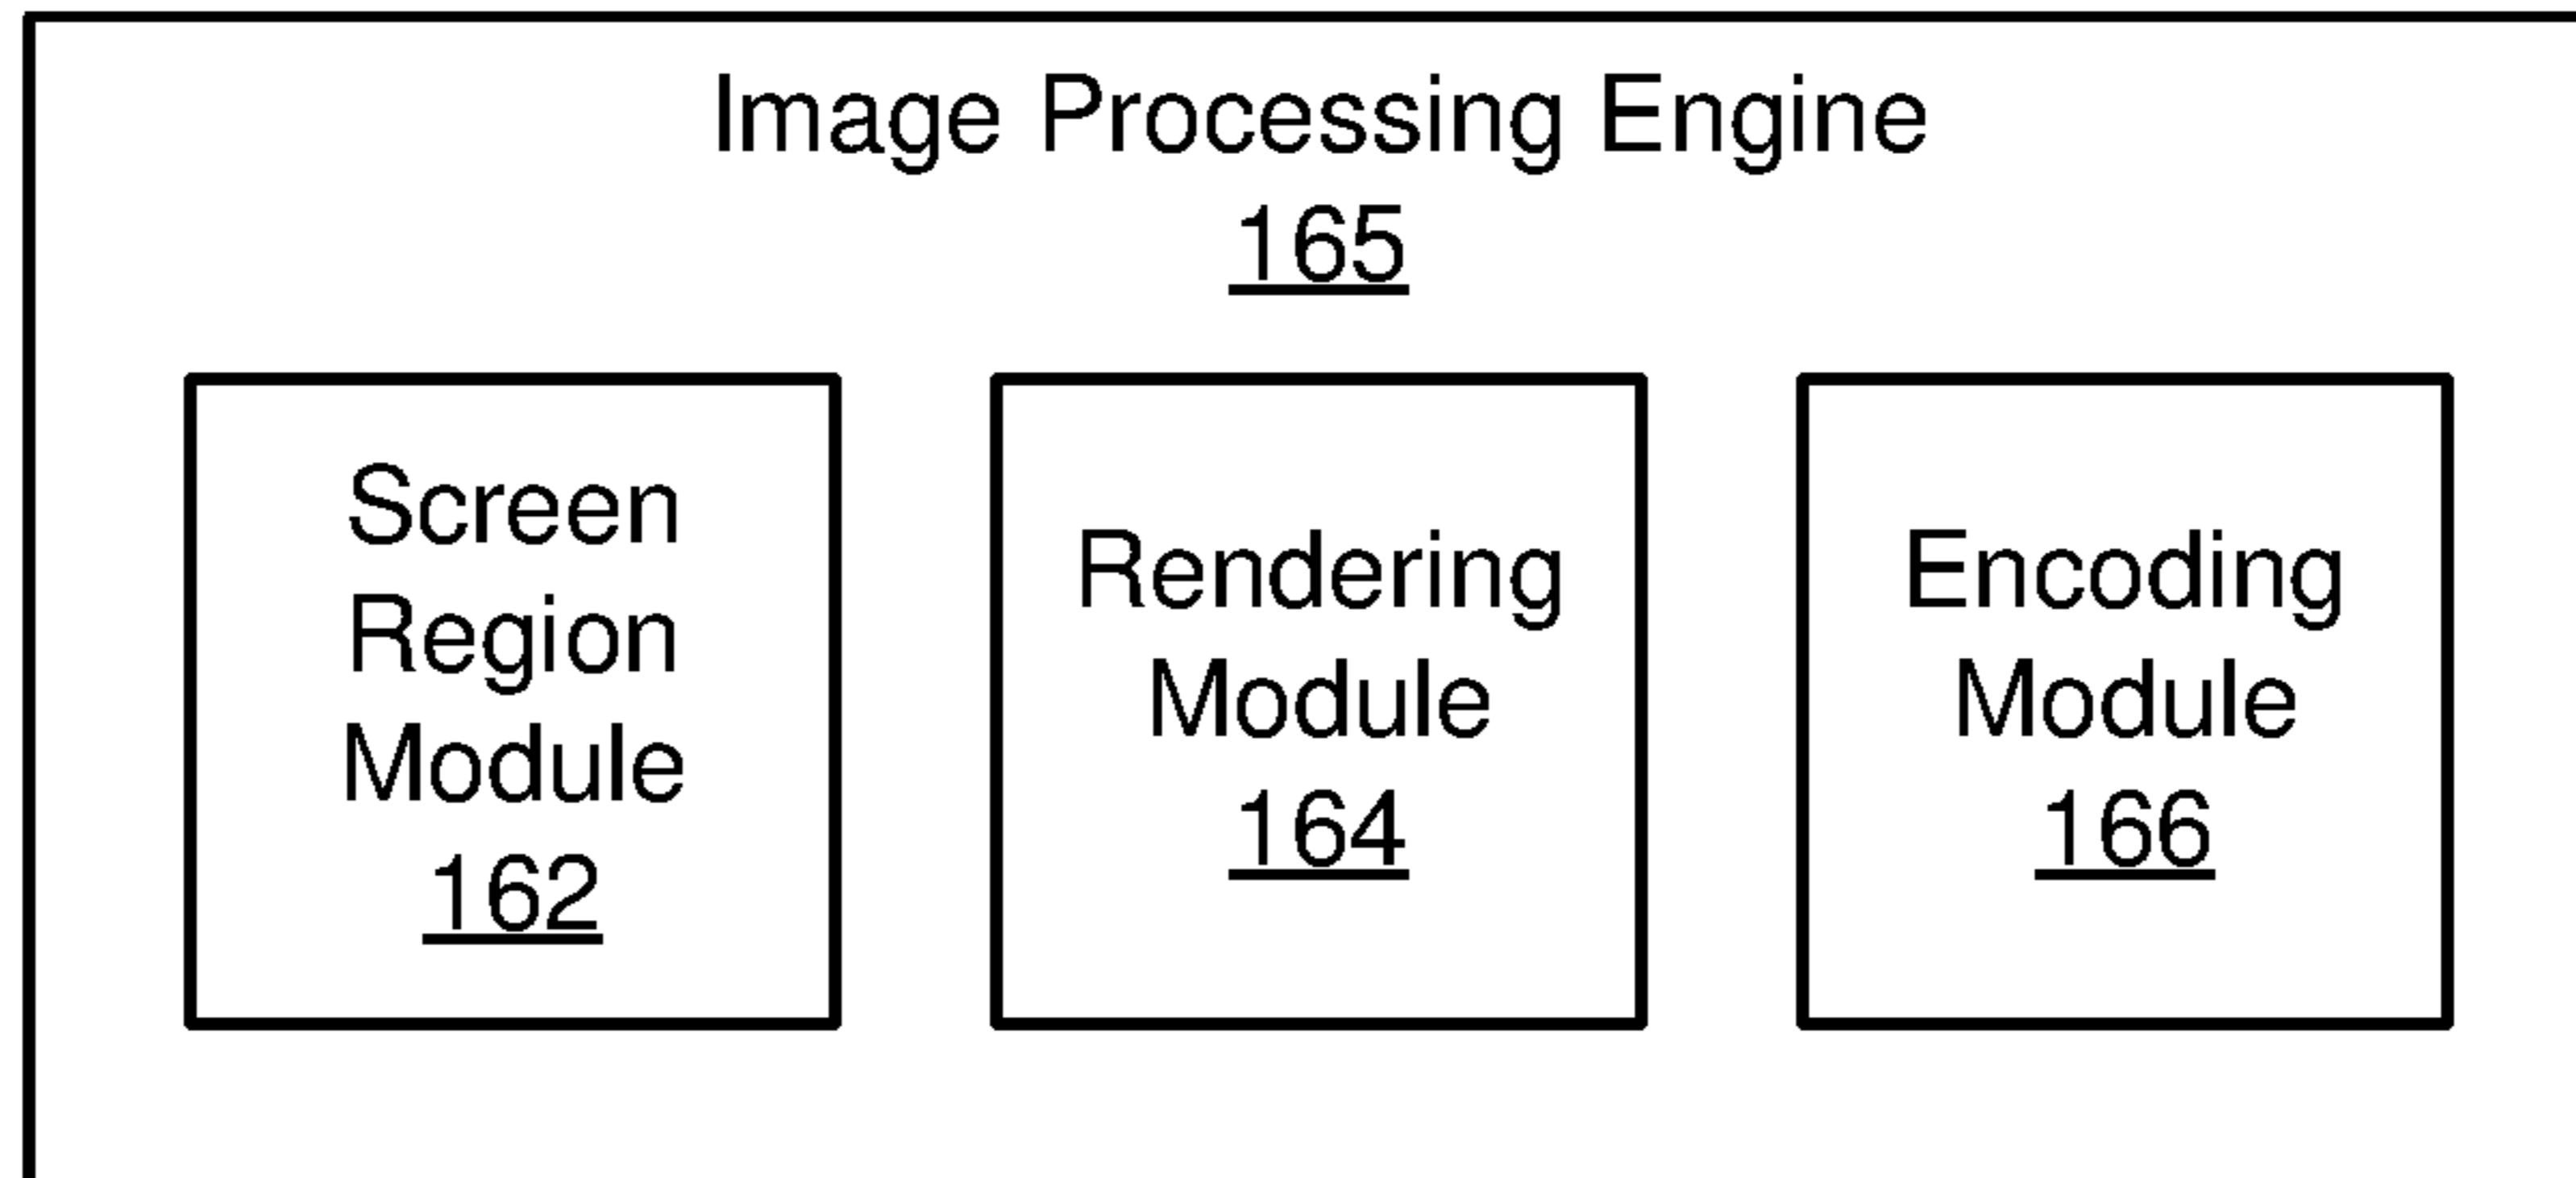 Image Processing Engine
165
Screen
Region
Module
162
Rendering
Module
164
Encoding
Module
166